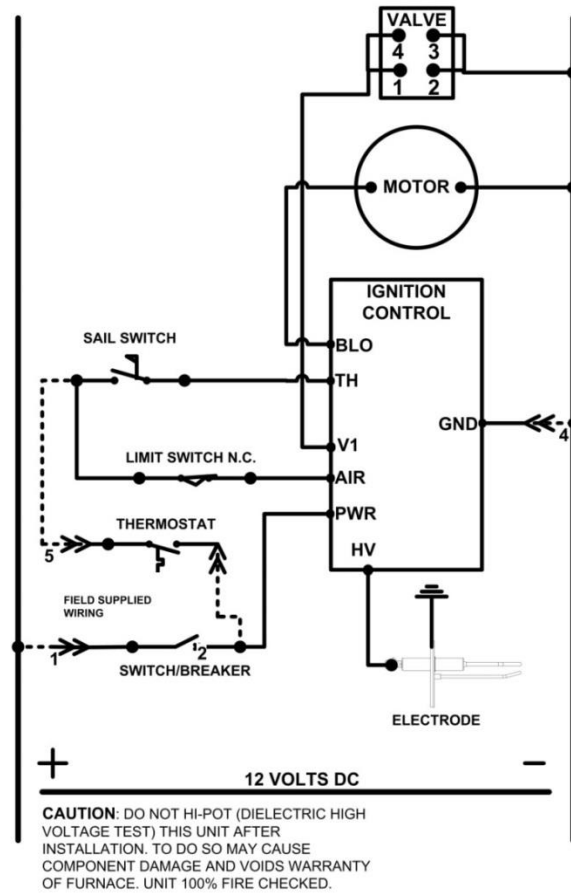 VALVE
4 3
1 2
MOTOR
IGNITION
CONTROL
SAIL SWITCH
BLO
TH
GND
4
V1
LIMIT SWITCH N.C.
AIR
THERMOSTAT
PWR
5
HV
FIELD SUPPLIED
WIRING
1
2
SWITCH/BREAKER
ELECTRODE
+ −
12 VOLTS DC
CAUTION: DO NOT HI-POT (DIELECTRIC HIGH
VOLTAGE TEST) THIS UNIT AFTER
INSTALLATION. TO DO SO MAY CAUSE
COMPONENT DAMAGE AND VOIDS WARRANTY
OF FURNACE. UNIT 100% FIRE CHECKED.